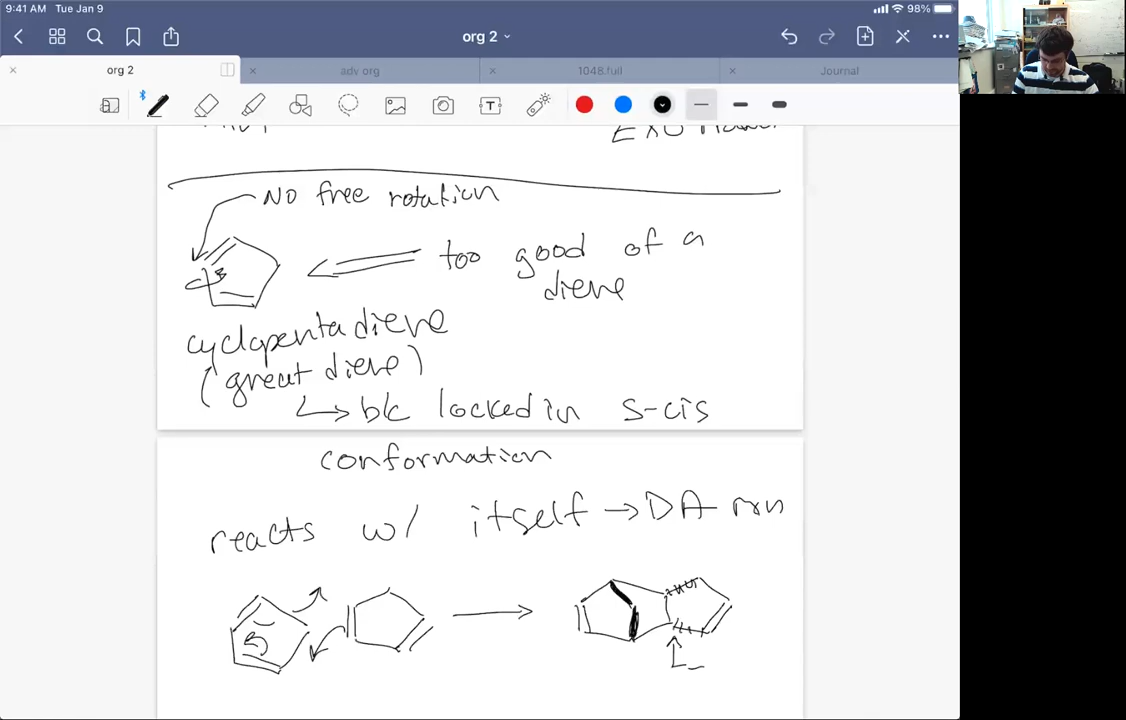 9:41 AM Tue Jan 9
98%
org 2
org 2
adv org
1048.full
Journal
T
No free rotation
too good of a
diene
cyclopentadiene
(great diene)
↳ b/c locked in s-cis
conformation
reacts w/ itself → DA rxn